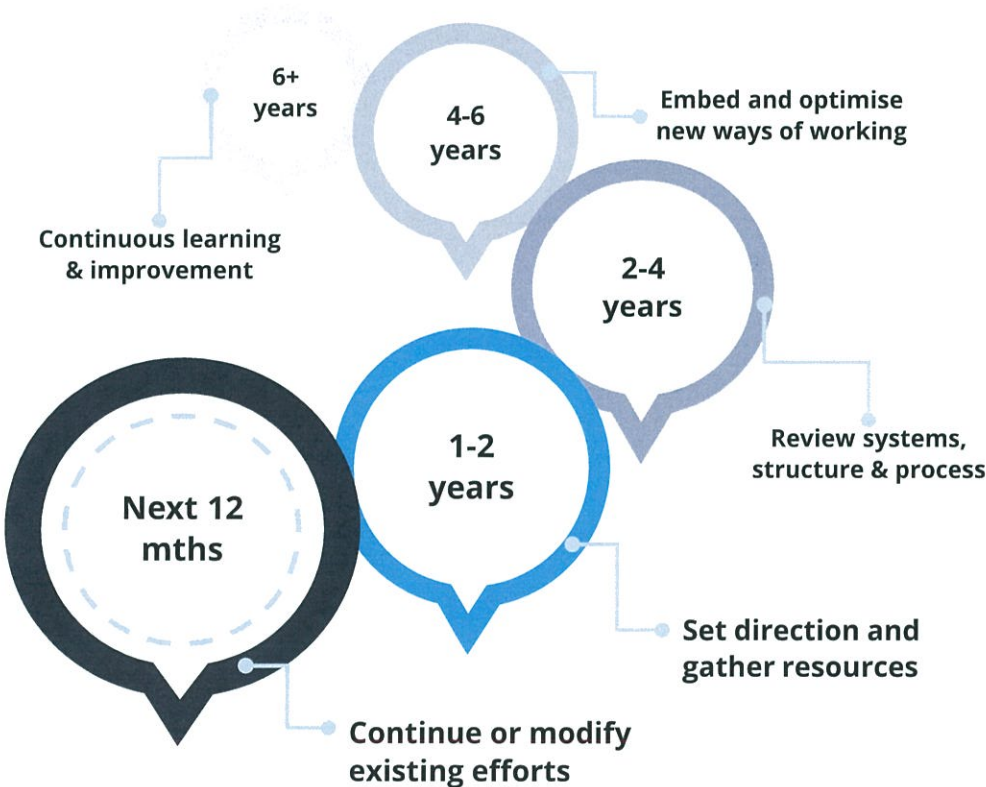 6+
years
4-6
years
Embed and optimise
new ways of working
Continuous learning
& improvement
2-4
years
Review systems,
structure & process
1-2
years
Next 12
mths
Set direction and
gather resources
Continue or modify
existing efforts